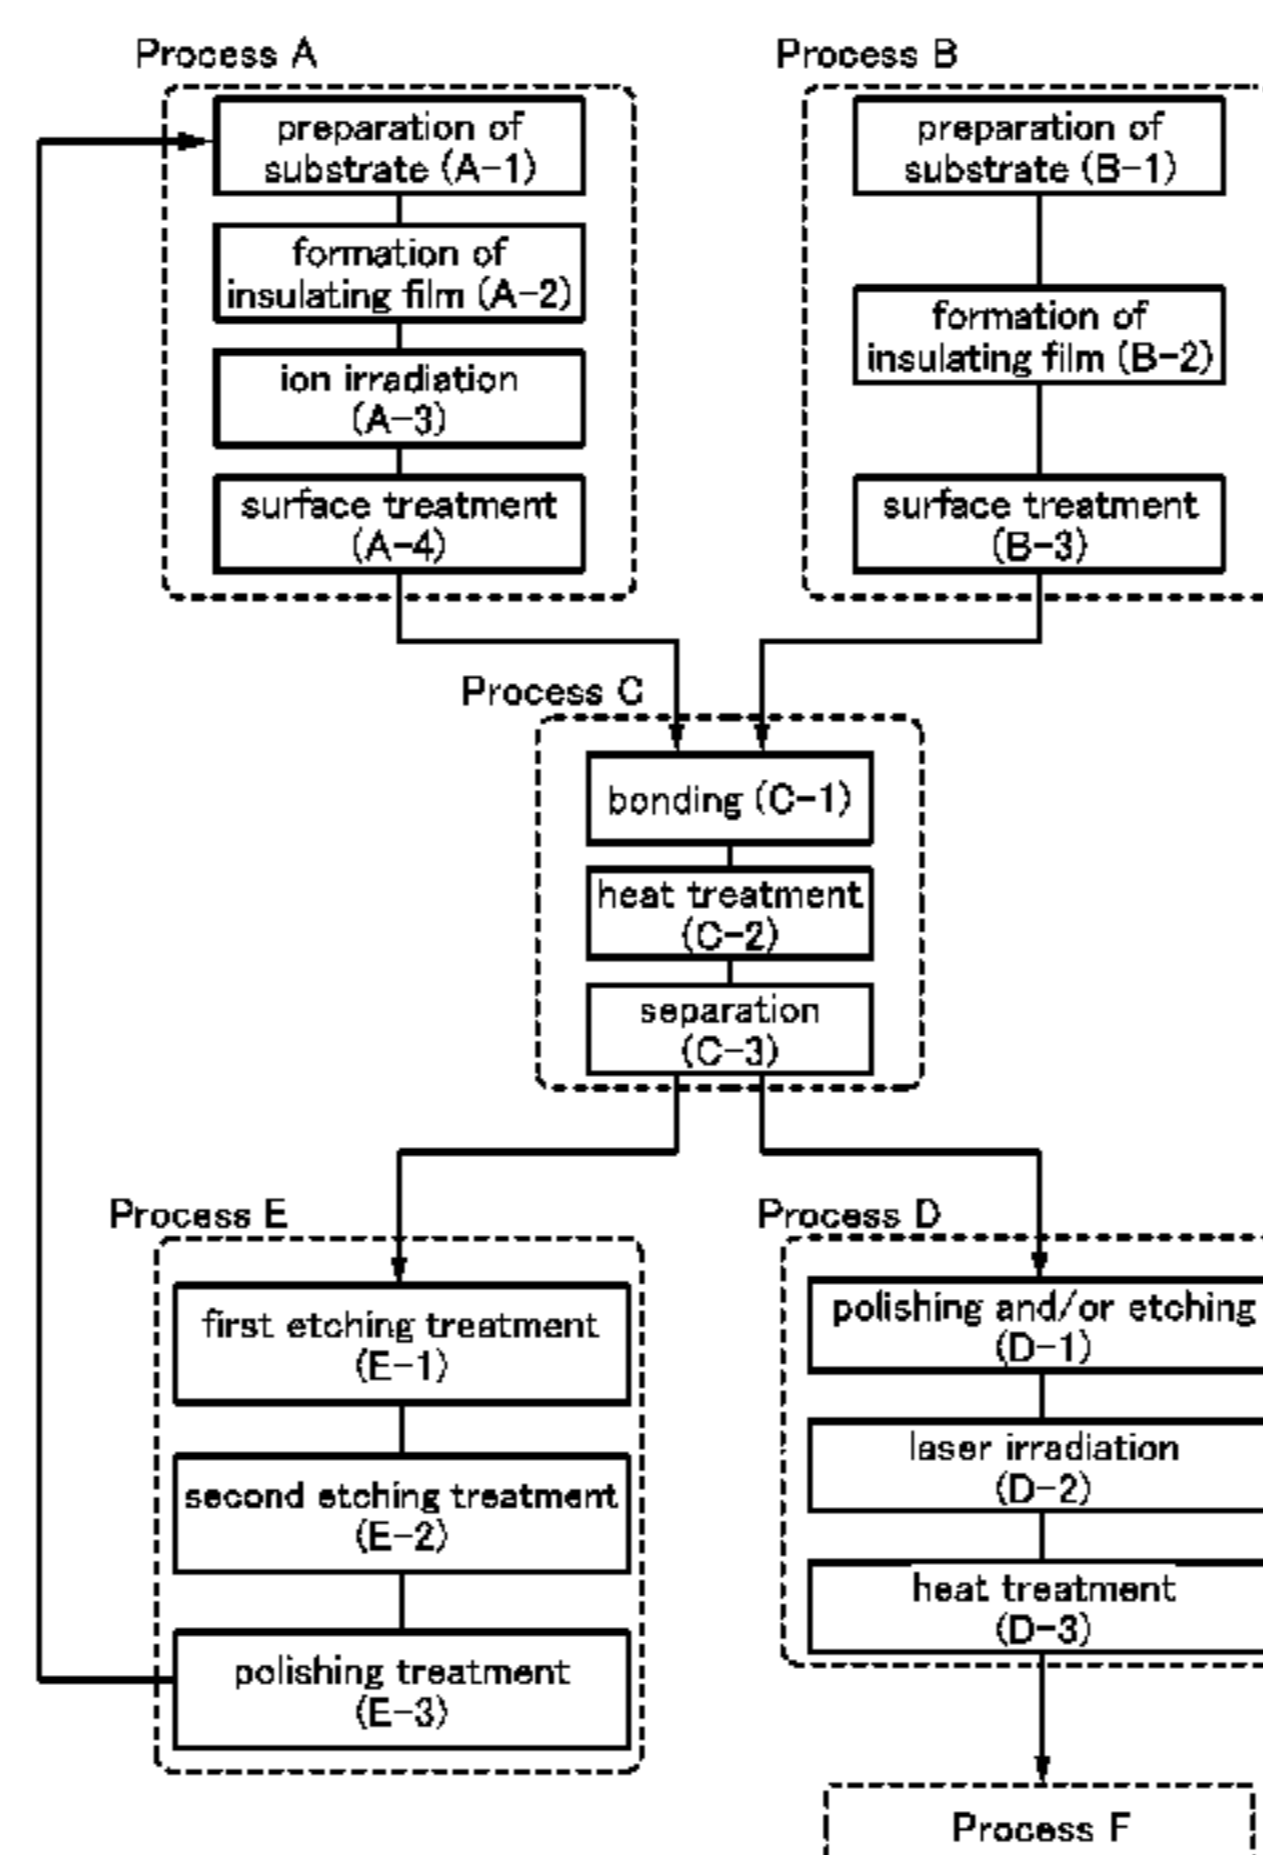 Process A
preparation of
substrate (A-1)
formation of
insulating film (A-2)
ion irradiation
(A-3)
surface treatment
(A-4)
Process B
preparation of
substrate (B-1)
formation of
insulating film (B-2)
surface treatment
(B-3)
Process C
bonding (C-1)
heat treatment
(C-2)
separation
(C-3)
Process E
first etching treatment
(E-1)
second etching treatment
(E-2)
polishing treatment
(E-3)
Process D
polishing and/or etching
(D-1)
laser irradiation
(D-2)
heat treatment
(D-3)
Process F